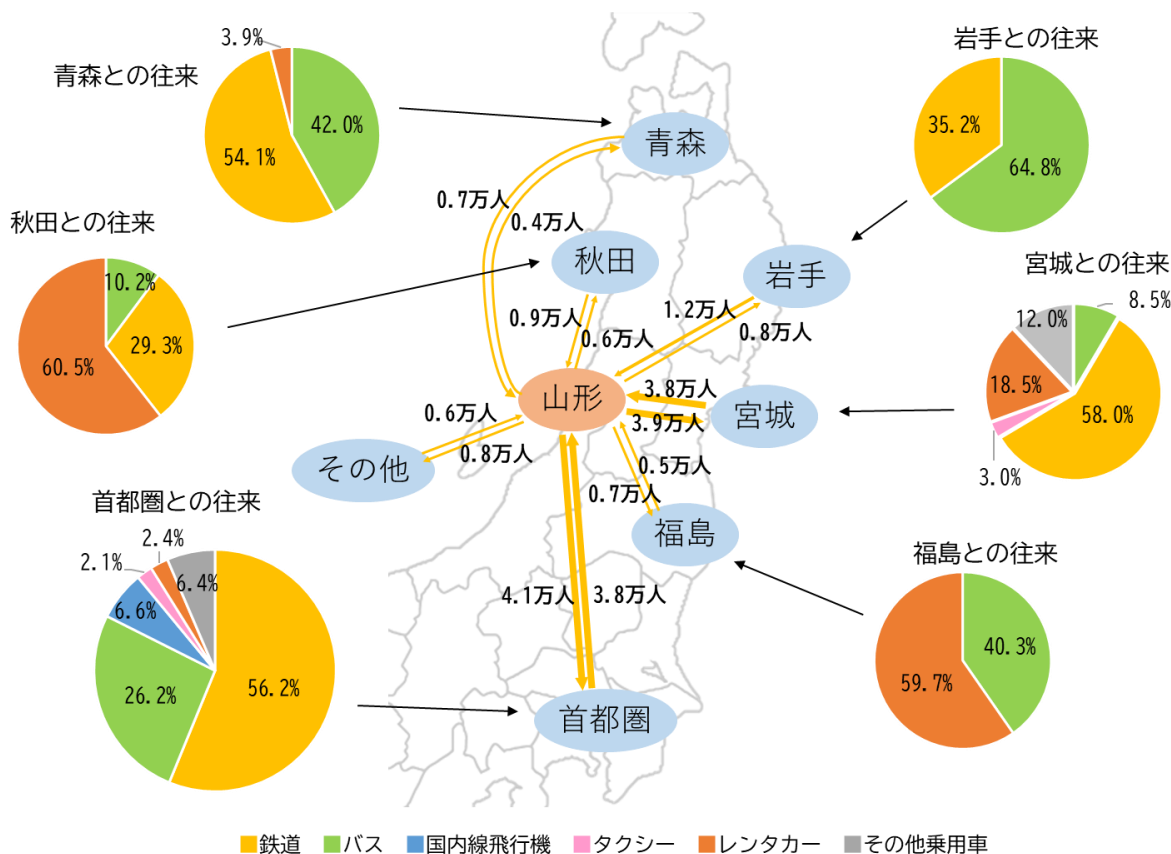 3.9%
青森との往来
42.0%
54.1%
岩手との往来
35.2%
64.8%
青森
0.7万人
0.4万人
秋田との往来
10.2%
29.3%
60.5%
秋田
岩手
0.9万人
0.6万人
1.2万人
0.8万人
宮城との往来
8.5%
12.0%
18.5%
58.0%
3.0%
山形
3.8万人
3.9万人
宮城
0.6万人
0.8万人
その他
0.5万人
0.7万人
福島
首都圏との往来
2.4%
2.1%
6.4%
6.6%
56.2%
26.2%
4.1万人
3.8万人
首都圏
福島との往来
40.3%
59.7%
鉄道 バス 国内線飛行機 タクシー レンタカー その他乗用車